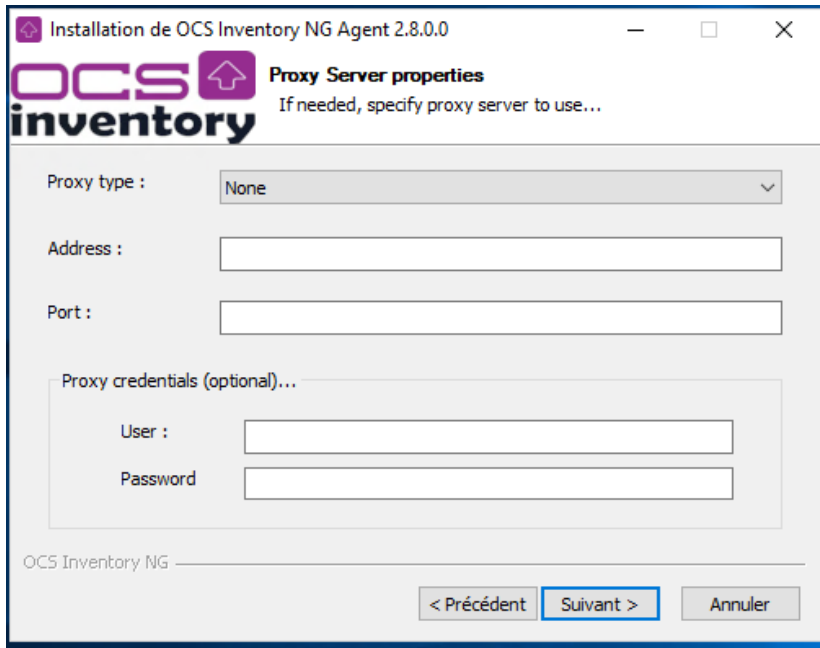 Installation de OCS Inventory NG Agent 2.8.0.0
OCS
inventory
Proxy Server properties
If needed, specify proxy server to use...
Proxy type :
None
Address :
Port :
Proxy credentials (optional)...
User :
Password
OCS Inventory NG
< Précédent
Suivant >
Annuler